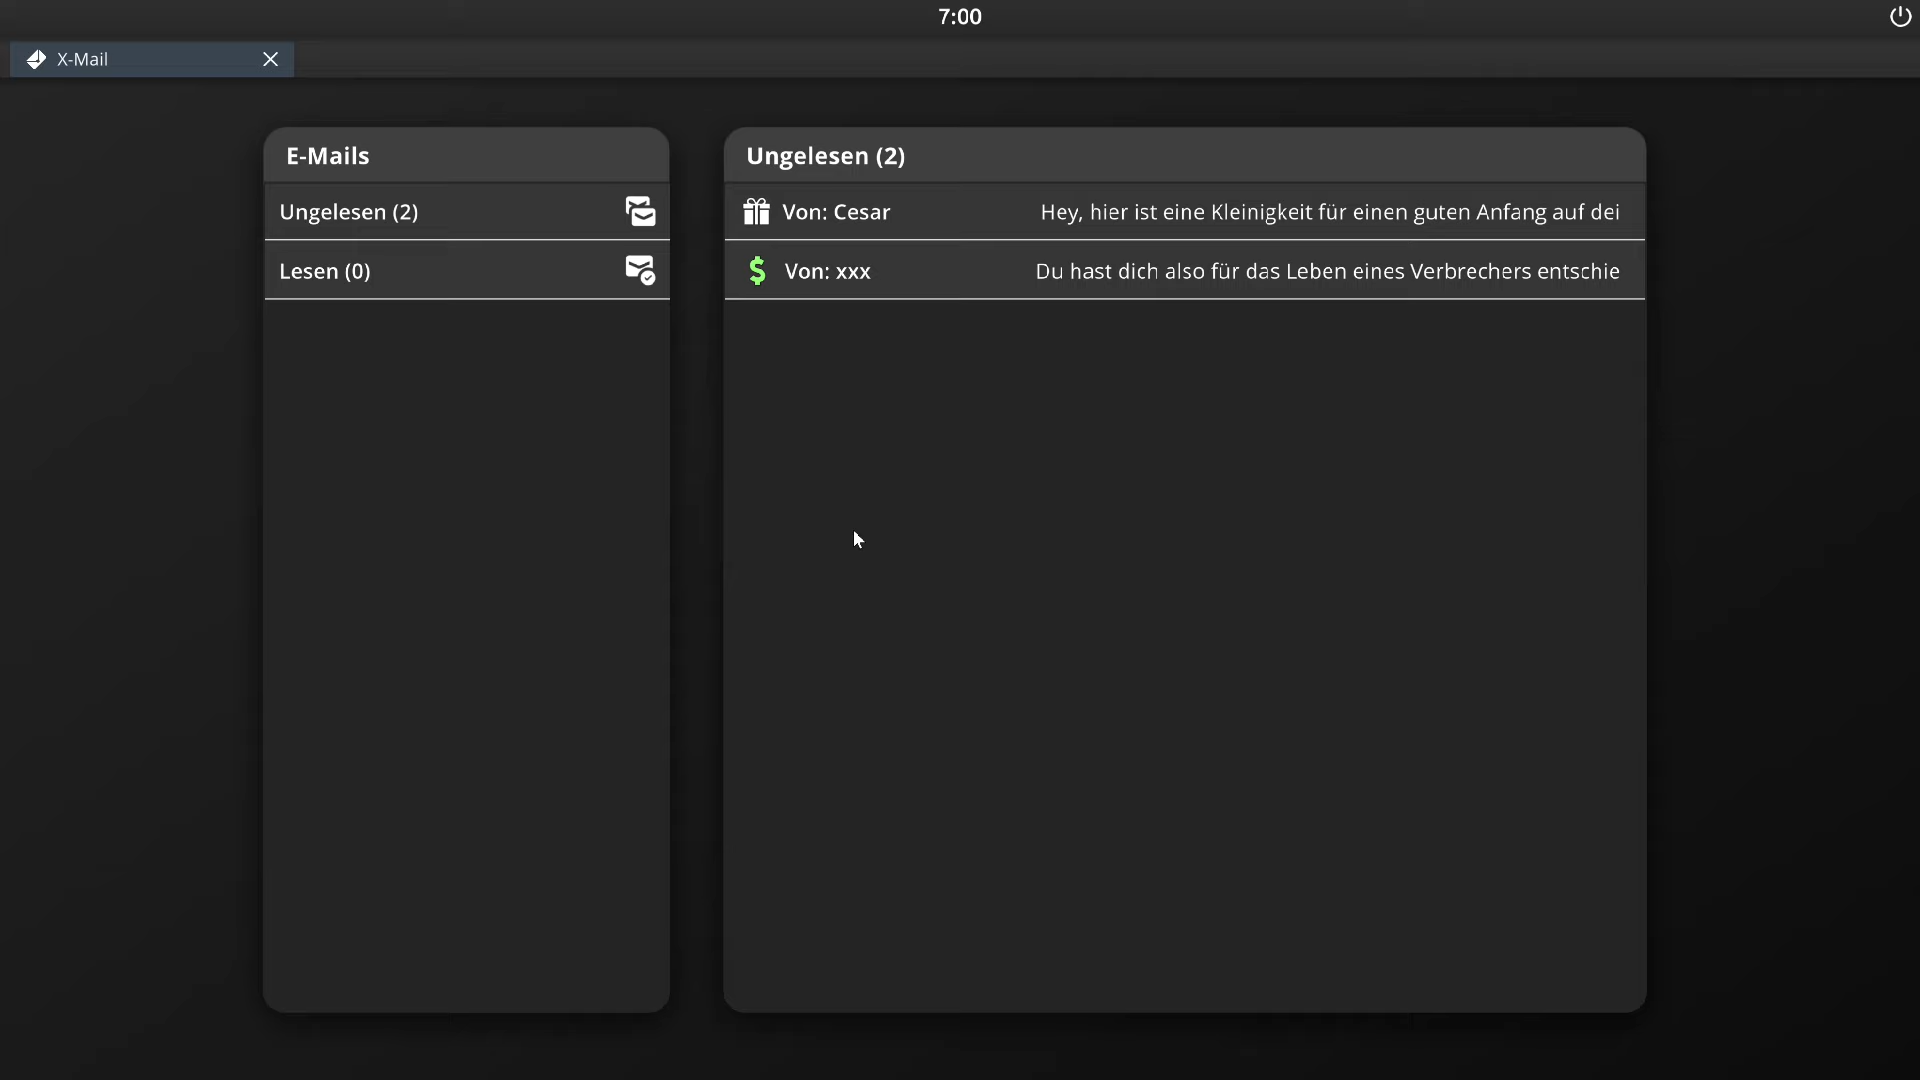 7:00
X-Mail
E-Mails
Ungelesen (2)
Lesen (0)
Ungelesen (2)
Von: Cesar Hey, hier ist eine Kleinigkeit für einen guten Anfang auf dei
Von: xxx Du hast dich also für das Leben eines Verbrechers entschie